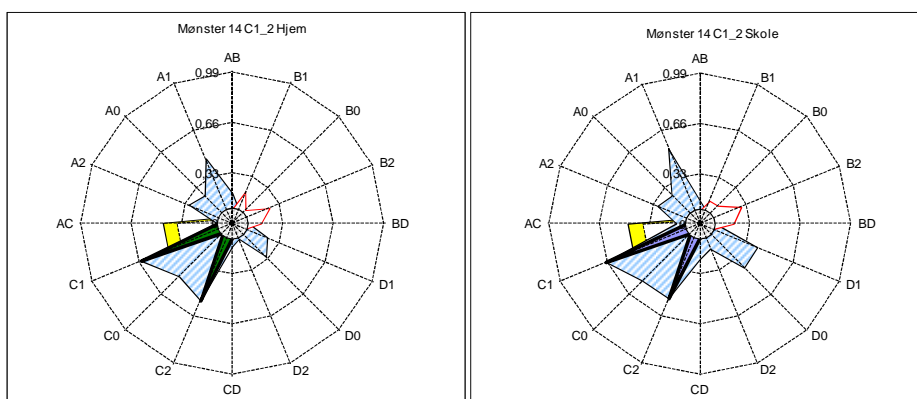 Mønster 14 C1_2 Hjem
AB
0,99
0,66
0,33
B1
B0
B2
BD
D1
D0
D2
CD
C2
C0
C1
AC
A2
A0
A1
Mønster 14 C1_2 Skole
AB
0,99
0,66
0,33
B1
B0
B2
BD
D1
D0
D2
CD
C2
C0
C1
AC
A2
A0
A1